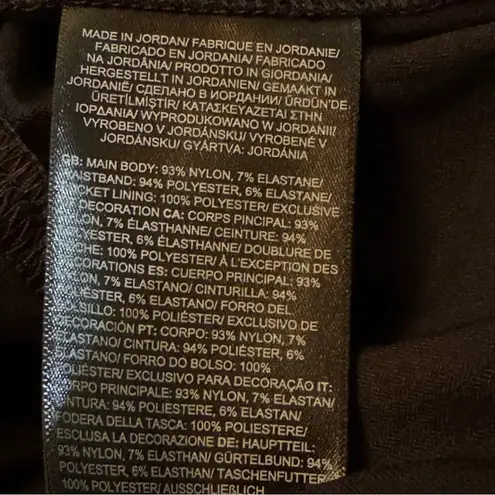 MADE IN JORDAN/ FABRIQUE EN JORDANIE/
FABRICADO EN JORDANIA/ FABRICADO
NA JORDÂNIA/ PRODOTTO IN GIORDANIA/
HERGESTELLT IN JORDANIEN/ GEMAAKT IN
JORDANIË/ СДЕЛАНО В ИОРДАНИИ/ ÜRDÜN'DE
ÜRETİLMİŞTİR/ ΚΑΤΑΣΚΕΥΑΖΕΤΑΙ ΣΤΗΝ
ΙΟΡΔΑΝΙΑ/ WYPRODUKOWANO W JORDANII/
VYROBENO V JORDÁNSKU/ VYROBENÉ V
JORDÁNSKU/ GYÁRTVA: JORDÁNIA
GB: MAIN BODY: 93% NYLON, 7% ELASTANE/
WAISTBAND: 94% POLYESTER, 6% ELASTANE/
POCKET LINING: 100% POLYESTER/ EXCLUSIVE
DECORATION CA: CORPS PINCIPAL: 93%
NYLON, 7% ÉLASTHANNE/ CEINTURE: 94%
POLYESTER, 6% ÉLASTHANNE/ DOUBLURE DE
POCHE: 100% POLYESTER/ À L'EXCEPTION DES
DÉCORATIONS ES: CUERPO PRINCIPAL: 93%
NYLON, 7% ELASTANO/ CINTURILLA: 94%
POLIÉSTER, 6% ELASTANO/ FORRO DEL
BOLSILLO: 100% POLIÉSTER/ EXCLUSIVO DE
DECORACIÓN PT: CORPO: 93% NYLON, 7%
ELASTANO/ CINTURA: 94% POLIÉSTER, 6%
ELASTANO/ FORRO DO BOLSO: 100%
POLIÉSTER/ EXCLUSIVO PARA DECORAÇÃO IT:
CORPO PRINCIPALE: 93% NYLON, 7% ELASTAN/
CINTURA: 94% POLIESTERE, 6% ELASTAN/
FODERA DELLA TASCA: 100% POLIESTERE/
ESCLUSA LA DECORAZIONE DE: HAUPTTEIL:
93% NYLON, 7% ELASTHAN/ GÜRTELBUND: 94%
POLYESTER, 6% ELASTHAN/ TASCHENFUTTER:
100% POLYESTER/ AUSSCHLIESSLICH